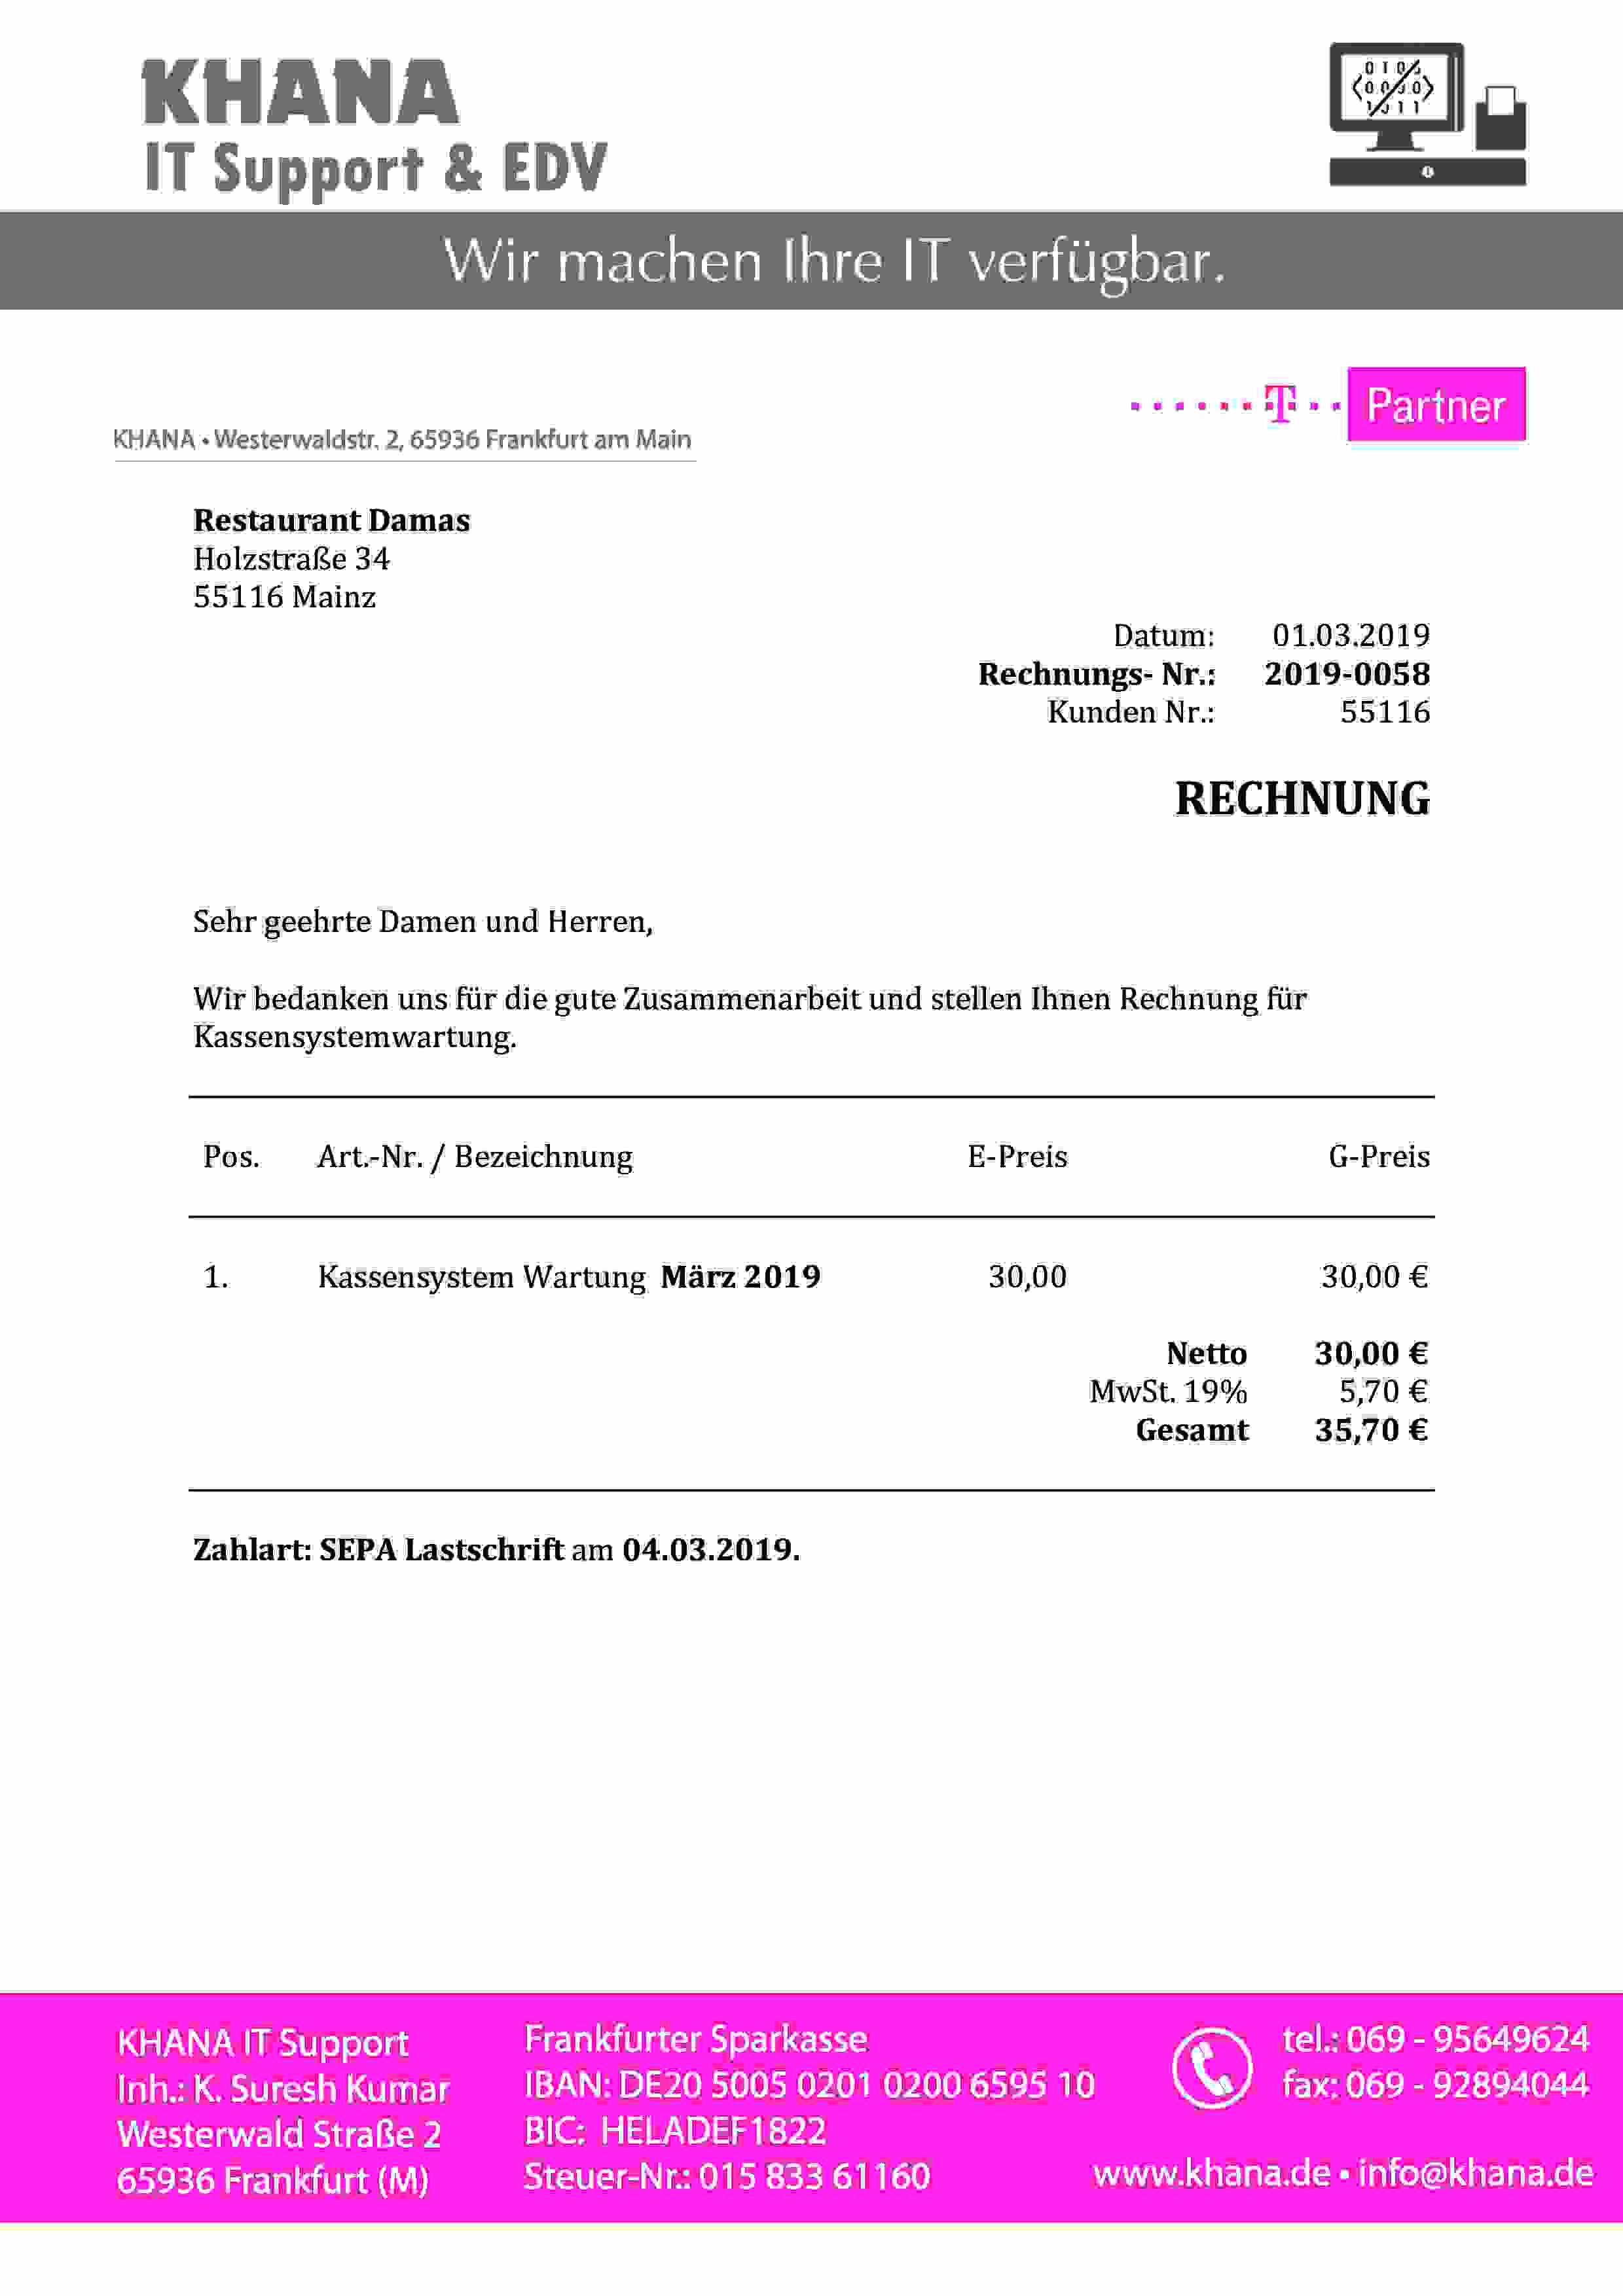 KHANA
IT Support & EDV
Wir machen Ihre IT verfügbar.
T Partner
KHANA • Westerwaldstr. 2, 65936 Frankfurt am Main
Restaurant Damas
Holzstraße 34
55116 Mainz
Datum: 01.03.2019
Rechnungs- Nr.: 2019-0058
Kunden Nr.: 55116
RECHNUNG
Sehr geehrte Damen und Herren,
Wir bedanken uns für die gute Zusammenarbeit und stellen Ihnen Rechnung für
Kassensystemwartung.
Pos. Art.-Nr. / Bezeichnung E-Preis G-Preis
1. Kassensystem Wartung März 2019 30,00 30,00 €
Netto 30,00 €
MwSt. 19% 5,70 €
Gesamt 35,70 €
Zahlart: SEPA Lastschrift am 04.03.2019.
KHANA IT Support
Inh.: K. Suresh Kumar
Westerwald Straße 2
65936 Frankfurt (M)
Frankfurter Sparkasse
IBAN: DE20 5005 0201 0200 6595 10
BIC: HELADEF1822
Steuer-Nr.: 015 833 61160
tel.: 069 - 95649624
fax: 069 - 92894044
www.khana.de • info@khana.de